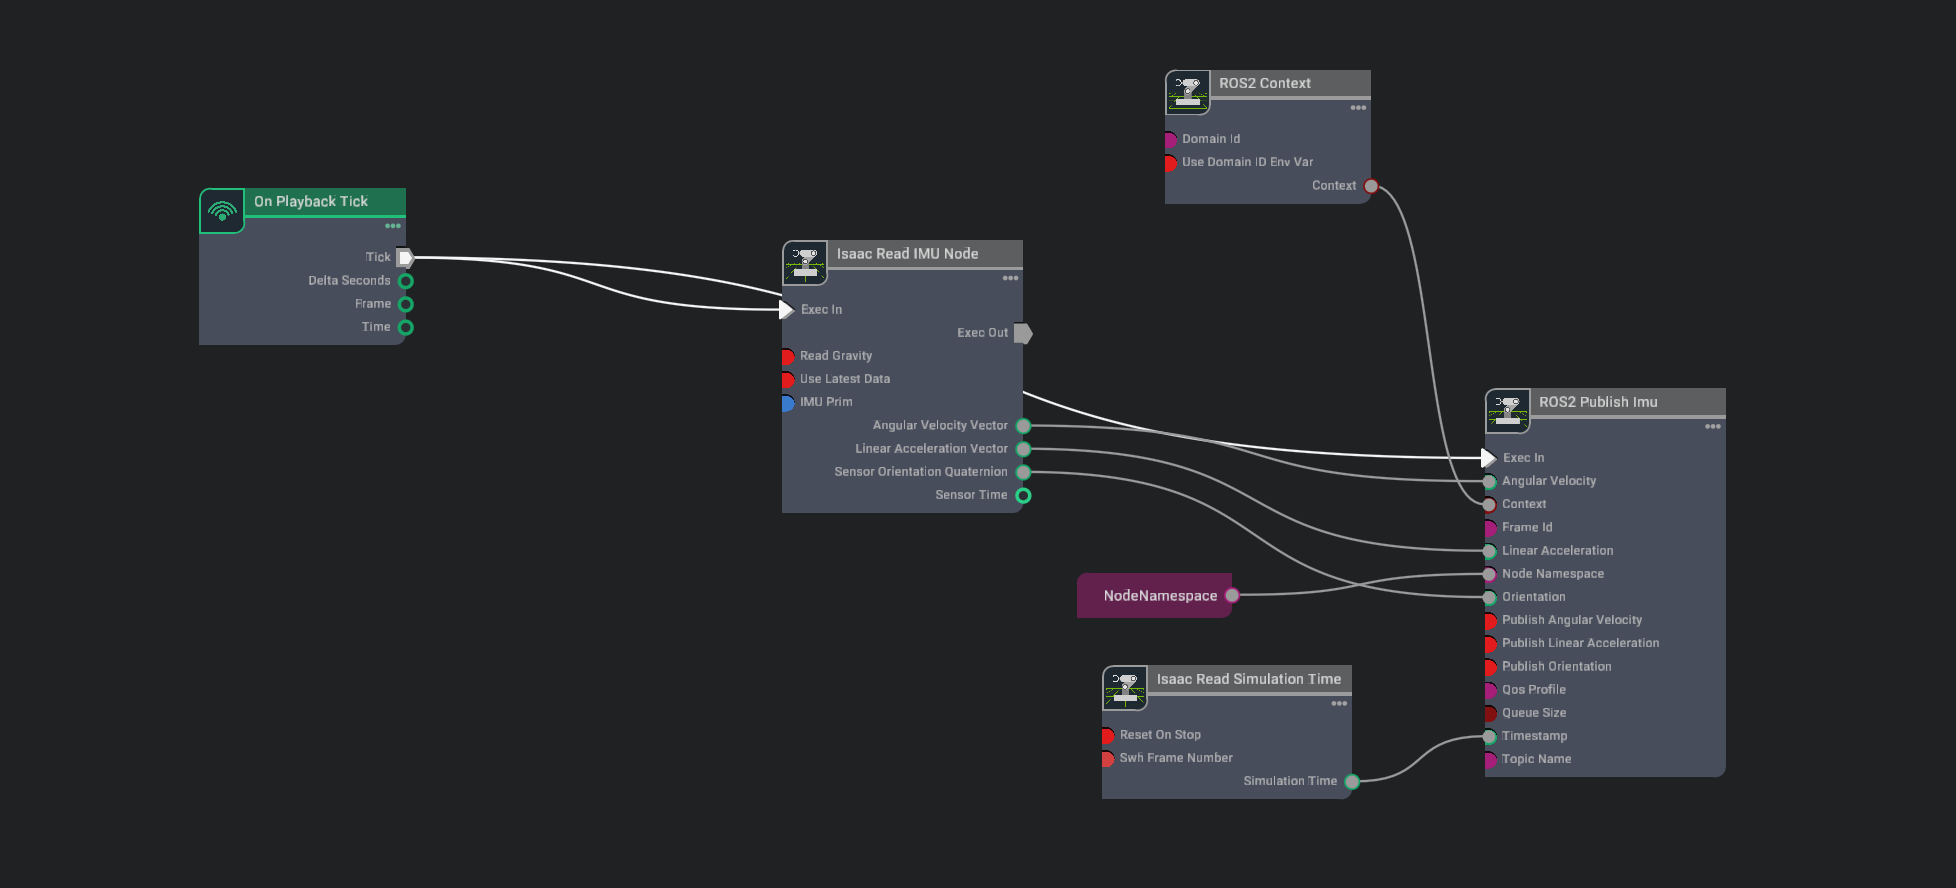 On Playback Tick
Tick
Delta Seconds
Frame
Time
Isaac Read IMU Node
Exec In
Exec Out
Read Gravity
Use Latest Data
IMU Prim
Angular Velocity Vector
Linear Acceleration Vector
Sensor Orientation Quaternion
Sensor Time
ROS2 Context
Domain Id
Use Domain ID Env Var
Context
NodeNamespace
Isaac Read Simulation Time
Reset On Stop
Swh Frame Number
Simulation Time
ROS2 Publish Imu
Exec In
Angular Velocity
Context
Frame Id
Linear Acceleration
Node Namespace
Orientation
Publish Angular Velocity
Publish Linear Acceleration
Publish Orientation
Qos Profile
Queue Size
Timestamp
Topic Name